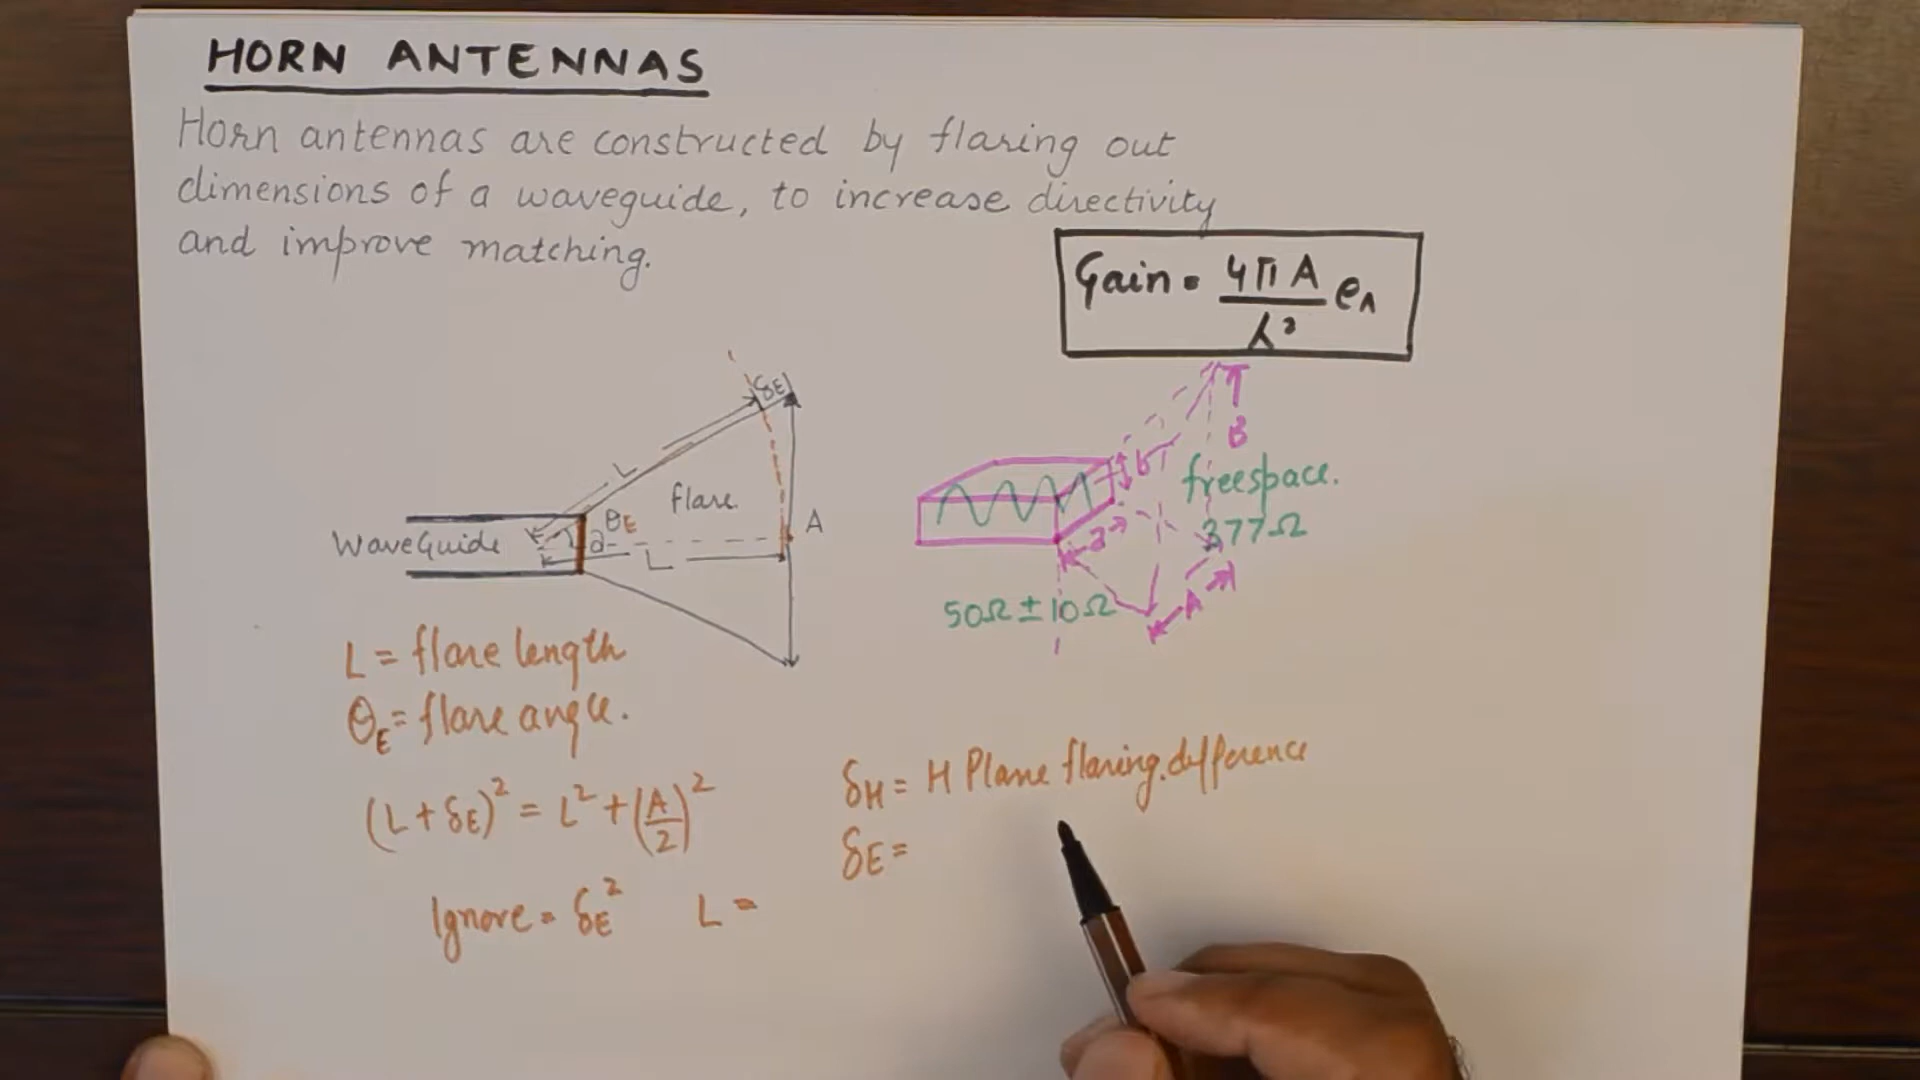 HORN ANTENNAS
Horn antennas are constructed by flaring out
dimensions of a waveguide, to increase directivity
and improve matching.
Gain = 4π A / λ² eA
δE
L
flare
θE
WaveGuide
a
L
A
B
b
freespace.
377Ω
a
50Ω ± 10Ω
A
L = flare length
θE = flare angle.
(L + δE)² = L² + (A/2)²
δH = H Plane flaring difference
δE =
Ignore = δE² L =